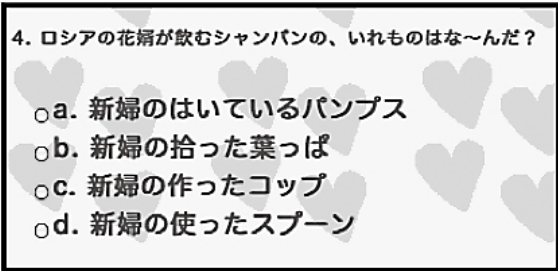 4. ロシアの花婿が飲むシャンパンの、いれものはな〜んだ？
a. 新婦のはいているパンプス
b. 新婦の拾った葉っぱ
c. 新婦の作ったコップ
d. 新婦の使ったスプーン